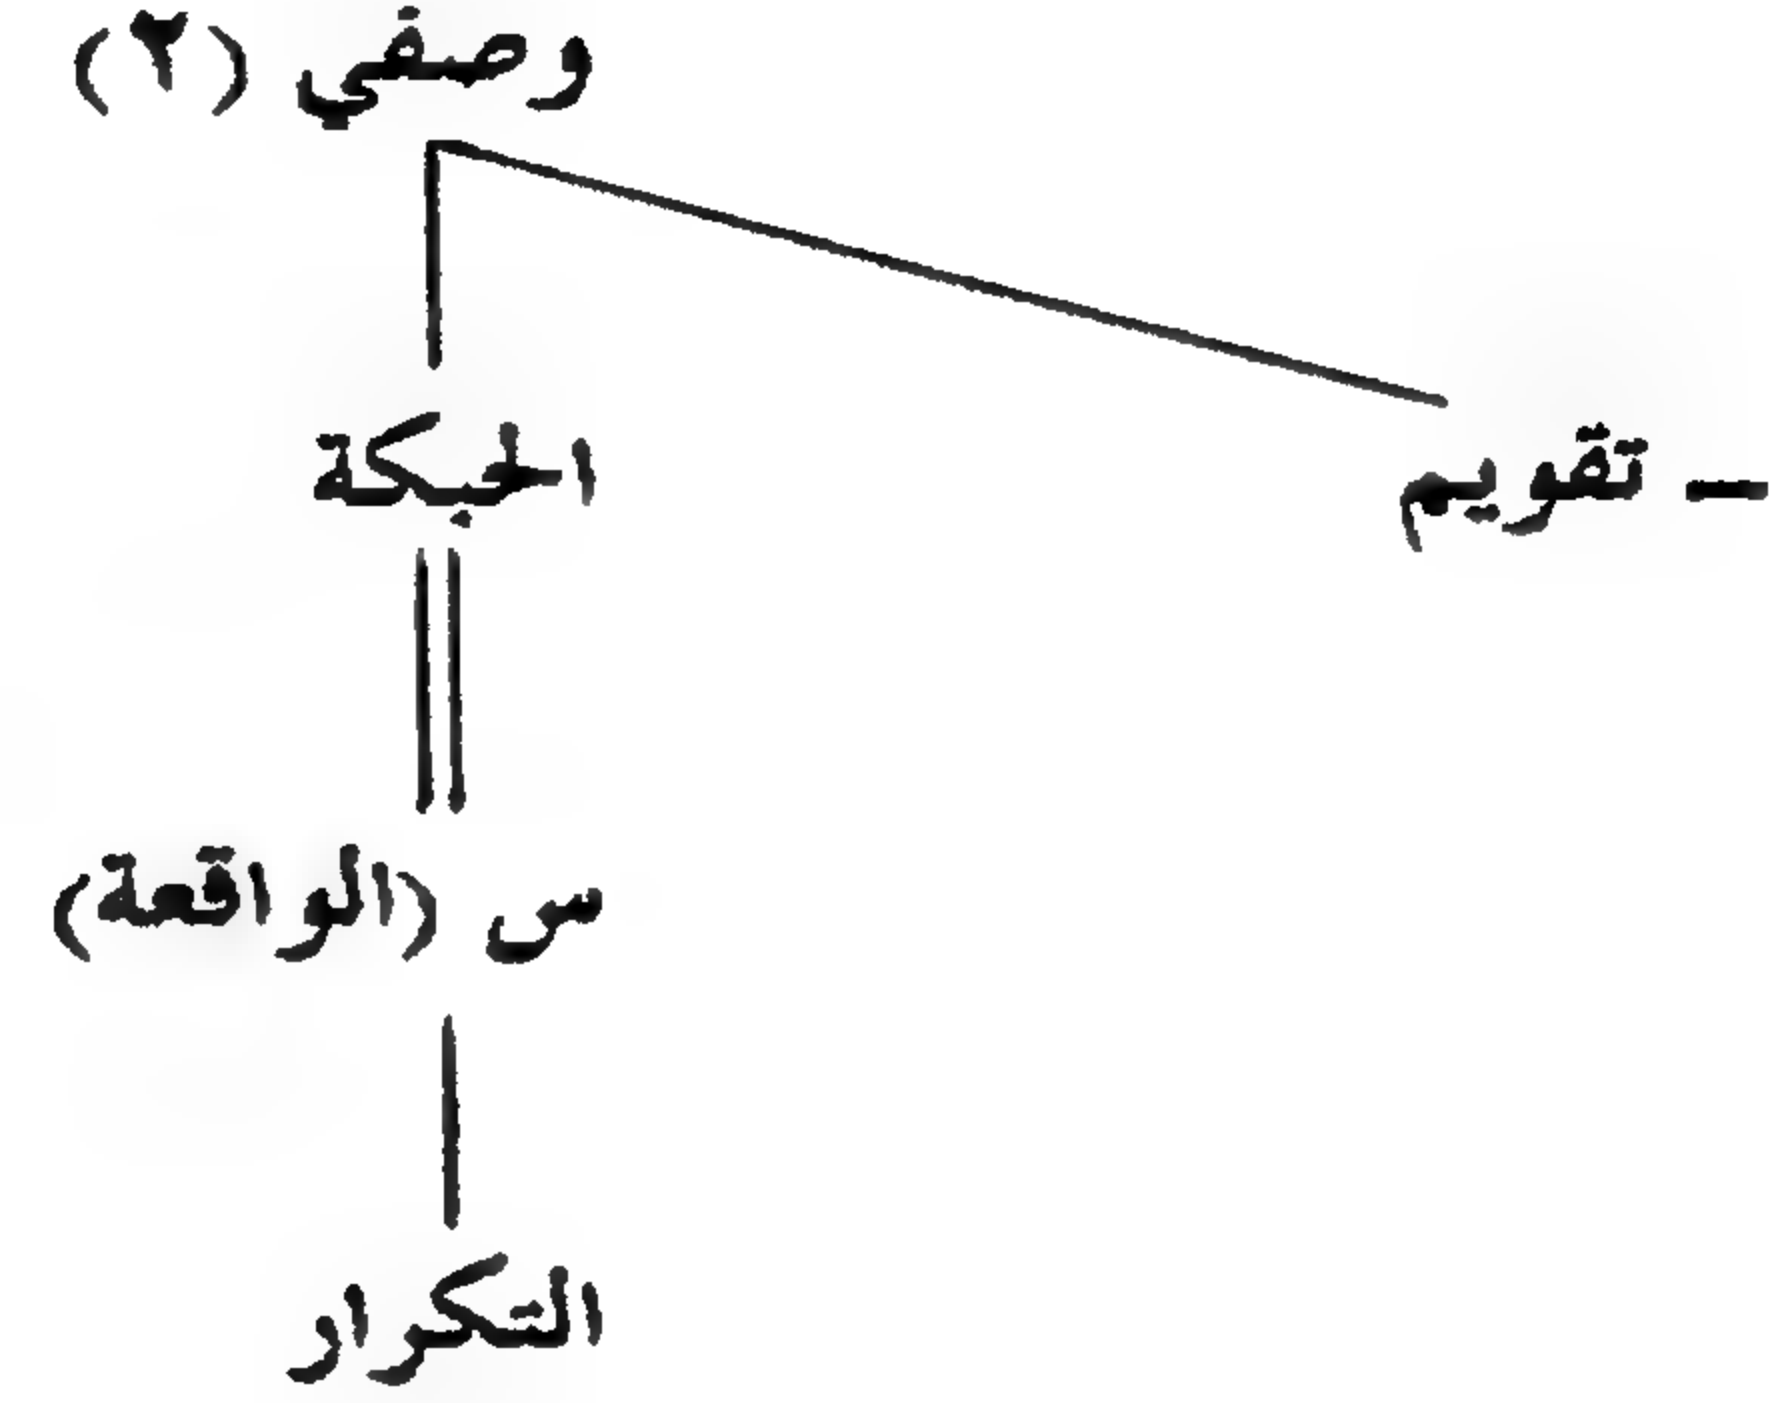 وصفي (٢)
– تقويم
الحبكة
س (الواقعة)
التكرار